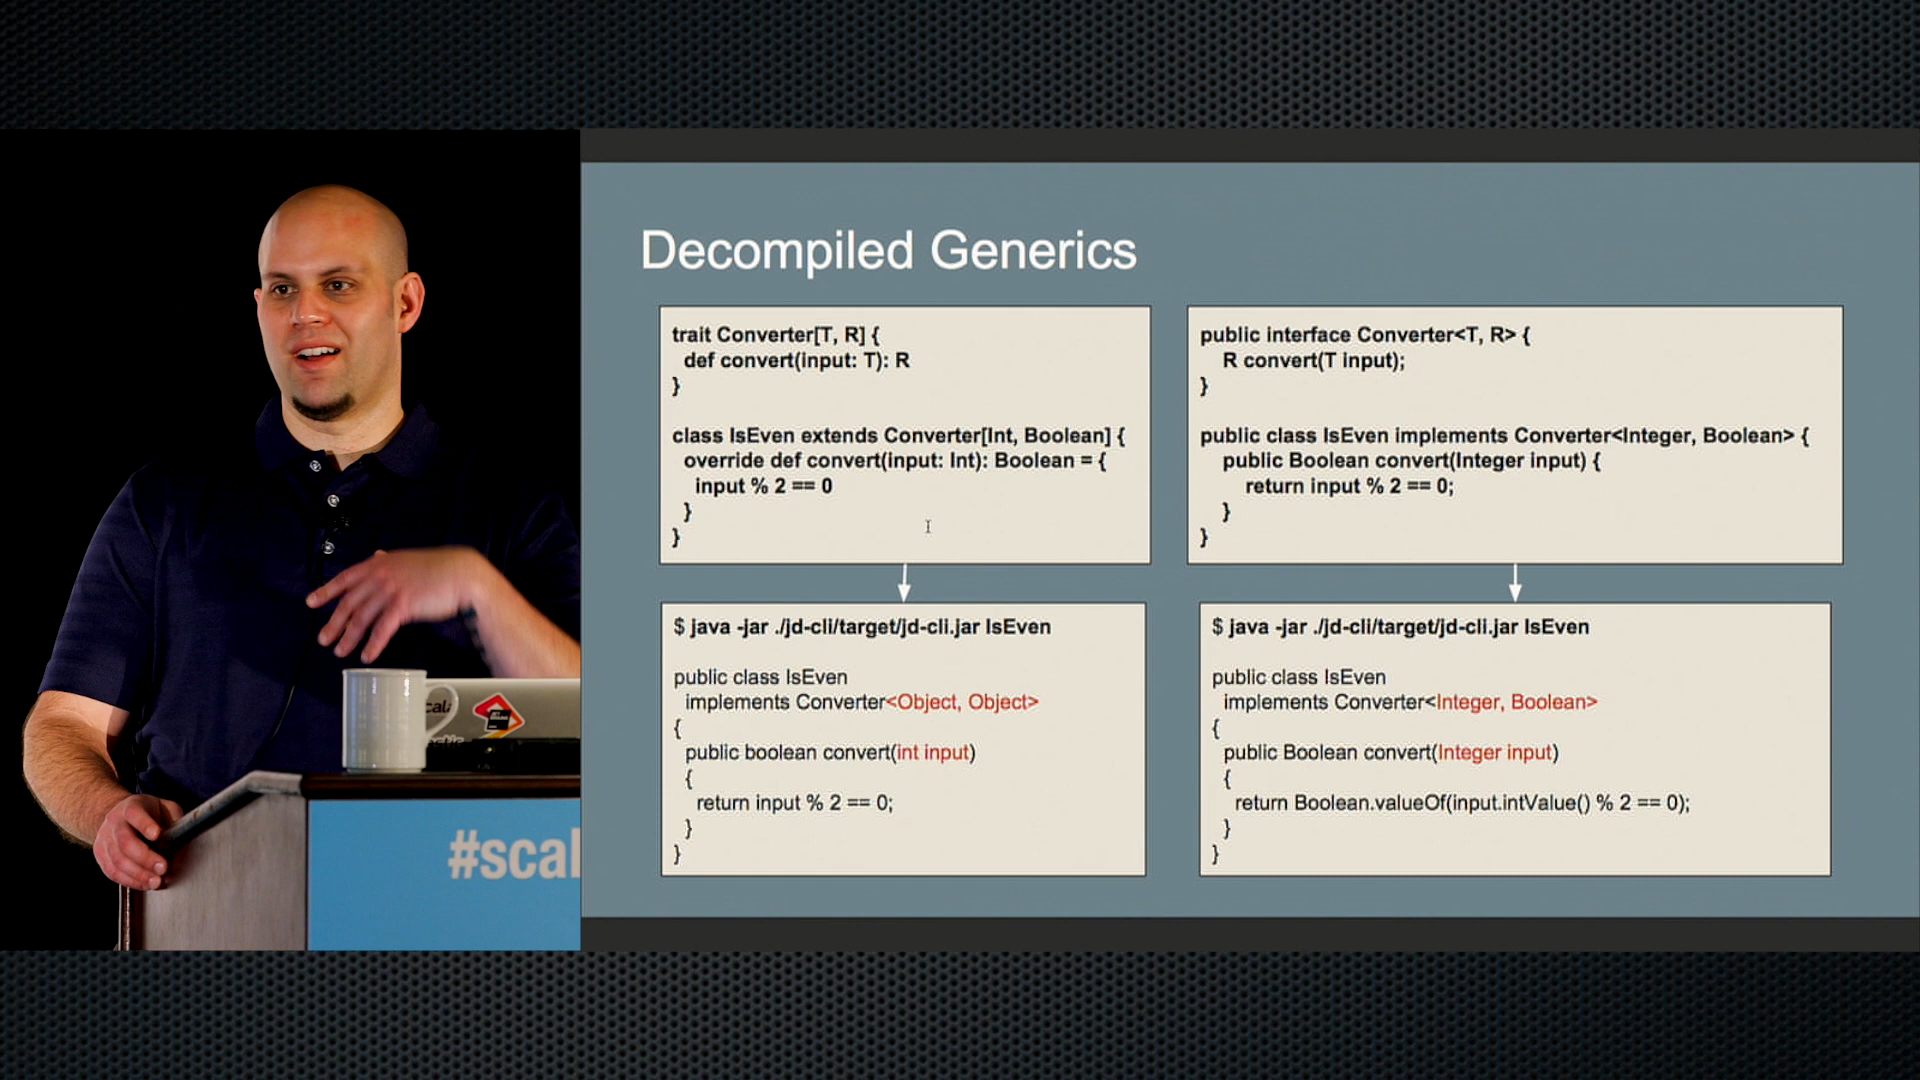 Decompiled Generics
trait Converter[T, R] {
def convert(input: T): R
}
class IsEven extends Converter[Int, Boolean] {
override def convert(input: Int): Boolean = {
input % 2 == 0
}
}
public interface Converter<T, R> {
R convert(T input);
}
public class IsEven implements Converter<Integer, Boolean> {
public Boolean convert(Integer input) {
return input % 2 == 0;
}
}
$ java -jar ./jd-cli/target/jd-cli.jar IsEven
public class IsEven
implements Converter<Object, Object>
{
public boolean convert(int input)
{
return input % 2 == 0;
}
}
$ java -jar ./jd-cli/target/jd-cli.jar IsEven
public class IsEven
implements Converter<Integer, Boolean>
{
public Boolean convert(Integer input)
{
return Boolean.valueOf(input.intValue() % 2 == 0);
}
}
#scal